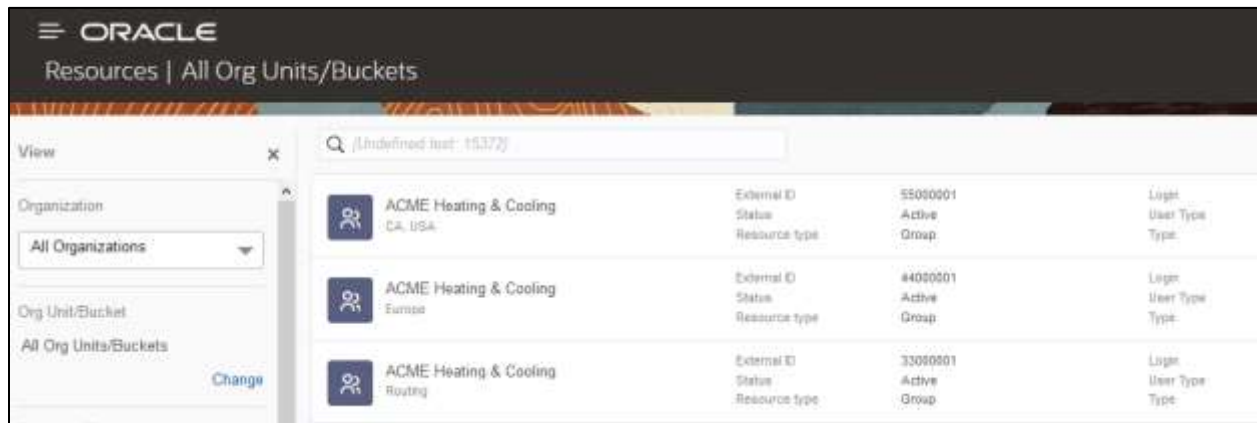 ORACLE
Resources | All Org Units/Buckets
View
[Undefined text: 15372]
Organization
All Organizations
Org Unit/Bucket
All Org Units/Buckets
Change
ACME Heating & Cooling
CA, USA
External ID 55000001 Login
Status Active User Type
Resource type Group Type
ACME Heating & Cooling
Europe
External ID 44000001 Login
Status Active User Type
Resource type Group Type
ACME Heating & Cooling
Routing
External ID 33000001 Login
Status Active User Type
Resource type Group Type